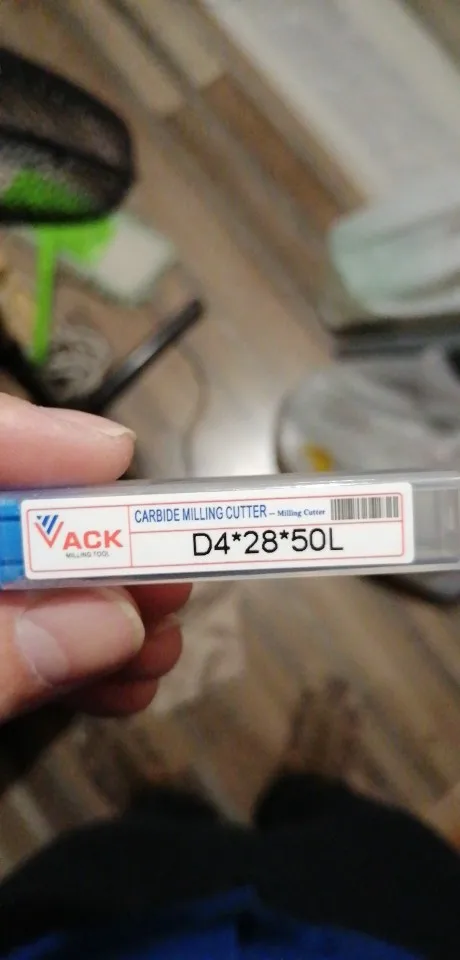 VACK
MILLING TOOL
CARBIDE MILLING CUTTER – Milling Cutter
D4*28*50L